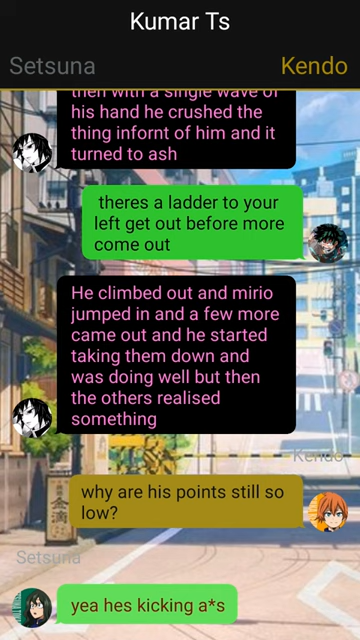 Kumar Ts
Setsuna
Kendo
then with a single wave of
his hand he crushed the
thing infornt of him and it
turned to ash
theres a ladder to your
left get out before more
come out
He climbed out and mirio
jumped in and a few more
came out and he started
taking them down and
was doing well but then
the others realised
something
Kendo
why are his points still so
low?
Setsuna
yea hes kicking a*s